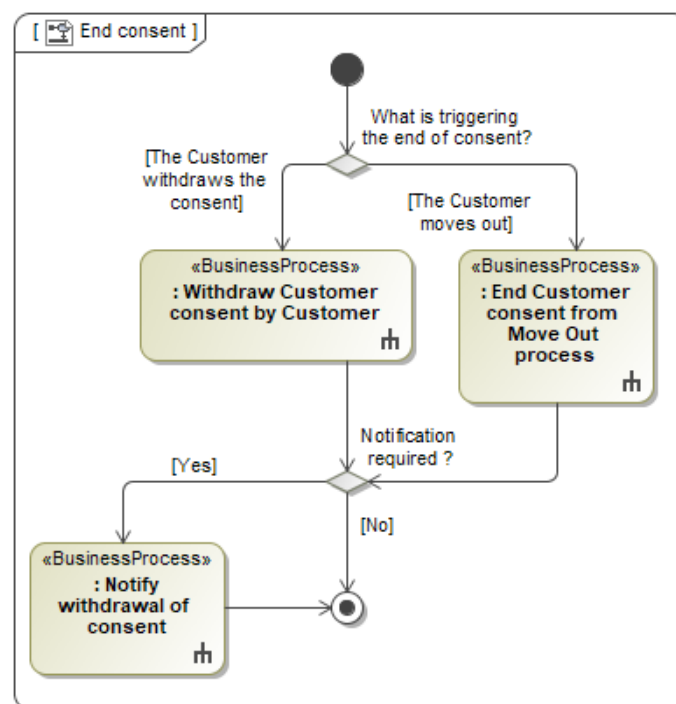 [ End consent ]
What is triggering
the end of consent?
[The Customer
withdraws the
consent]
[The Customer
moves out]
«BusinessProcess»
: Withdraw Customer
consent by Customer
«BusinessProcess»
: End Customer
consent from
Move Out
process
Notification
required ?
[Yes]
[No]
«BusinessProcess»
: Notify
withdrawal of
consent